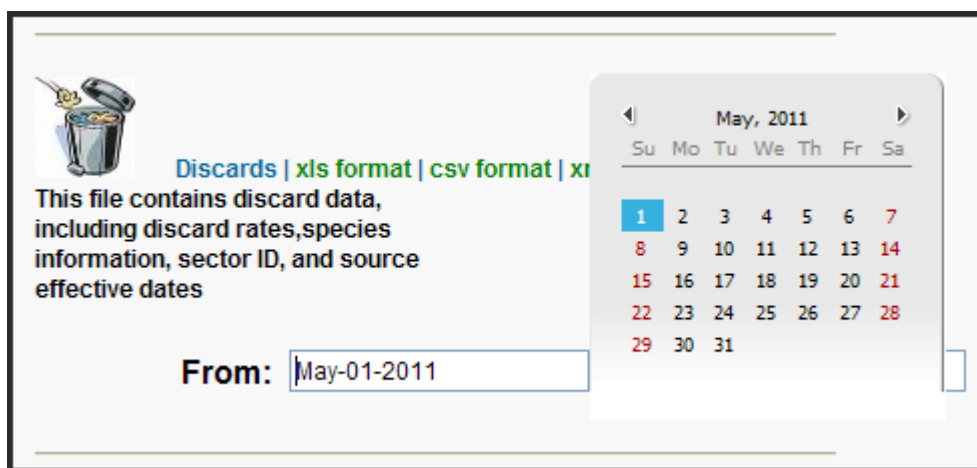 Discards | xls format | csv format |
This file contains discard data,
including discard rates,species
information, sector ID, and source
effective dates
From: May-01-2011
May, 2011
Su Mo Tu We Th Fr Sa
1 2 3 4 5 6 7
8 9 10 11 12 13 14
15 16 17 18 19 20 21
22 23 24 25 26 27 28
29 30 31